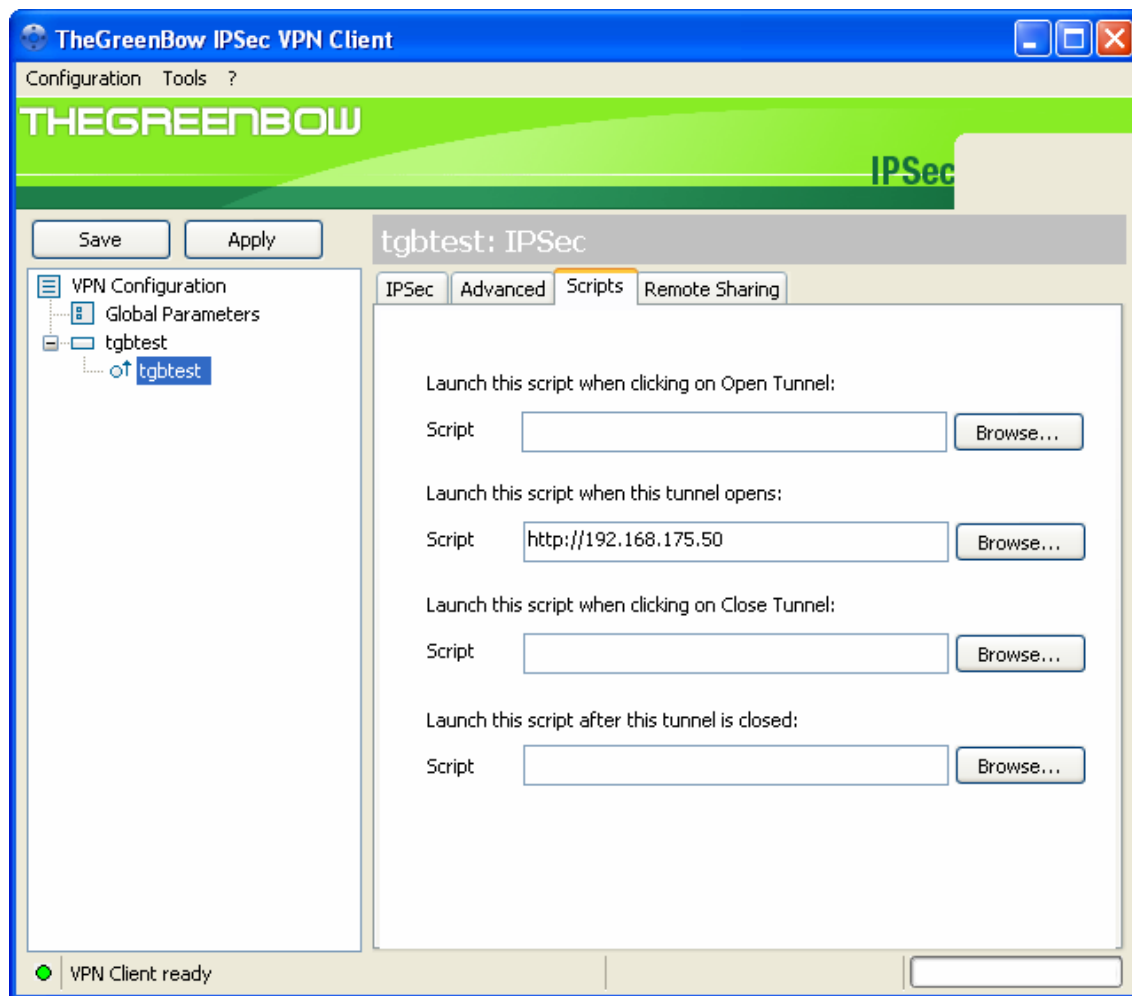 TheGreenBow IPSec VPN Client
Configuration Tools ?
THEGREENBOW
IPSec
Save Apply
tgbtest: IPSec
VPN Configuration
Global Parameters
tgbtest
tgbtest
IPSec Advanced Scripts Remote Sharing
Launch this script when clicking on Open Tunnel:
Script Browse...
Launch this script when this tunnel opens:
Script http://192.168.175.50 Browse...
Launch this script when clicking on Close Tunnel:
Script Browse...
Launch this script after this tunnel is closed:
Script Browse...
VPN Client ready